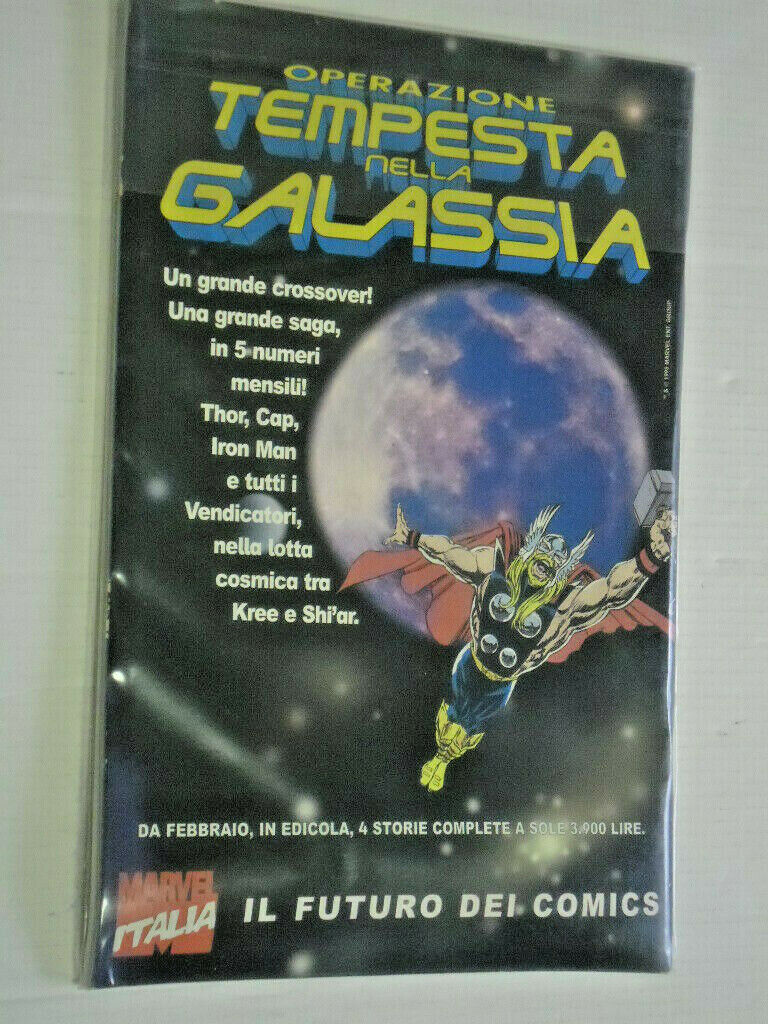 OPERAZIONE
TEMPESTA
NELLA
GALASSIA
Un grande crossover!
Una grande saga,
in 5 numeri
mensili!
Thor, Cap,
Iron Man
e tutti i
Vendicatori,
nella lotta
cosmica tra
Kree e Shi'ar.
DA FEBBRAIO, IN EDICOLA, 4 STORIE COMPLETE A SOLE 3.900 LIRE.
MARVEL
ITALIA
IL FUTURO DEI COMICS